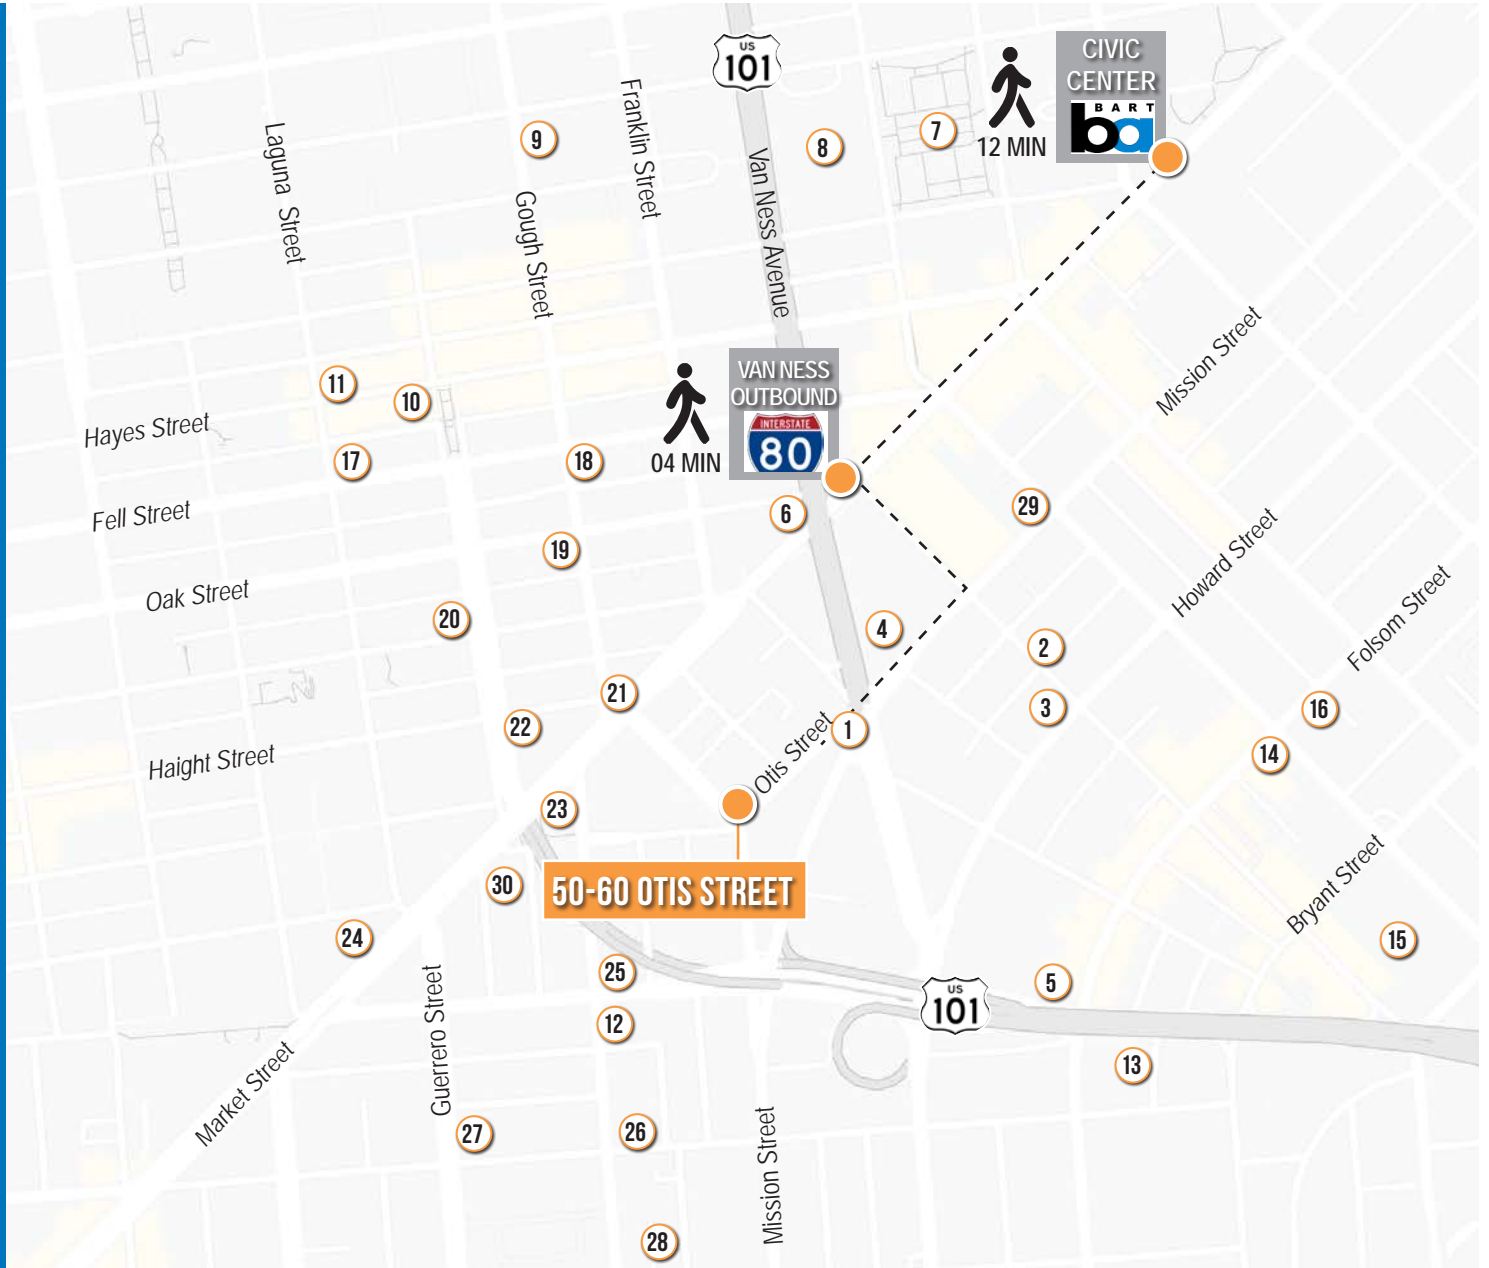 US
101
CIVIC
CENTER
BART
ba
12 MIN
7
8
9
Franklin Street
Laguna Street
Gough Street
Van Ness Avenue
Mission Street
VAN NESS
OUTBOUND
INTERSTATE
80
04 MIN
11
10
Hayes Street
17
18
6
29
Fell Street
19
Howard Street
Oak Street
20
4
2
Folsom Street
21
3
16
22
1
14
Haight Street
Otis Street
23
30
50-60 OTIS STREET
Bryant Street
24
15
25
5
US
101
12
Guerrero Street
13
Market Street
27
26
Mission Street
28